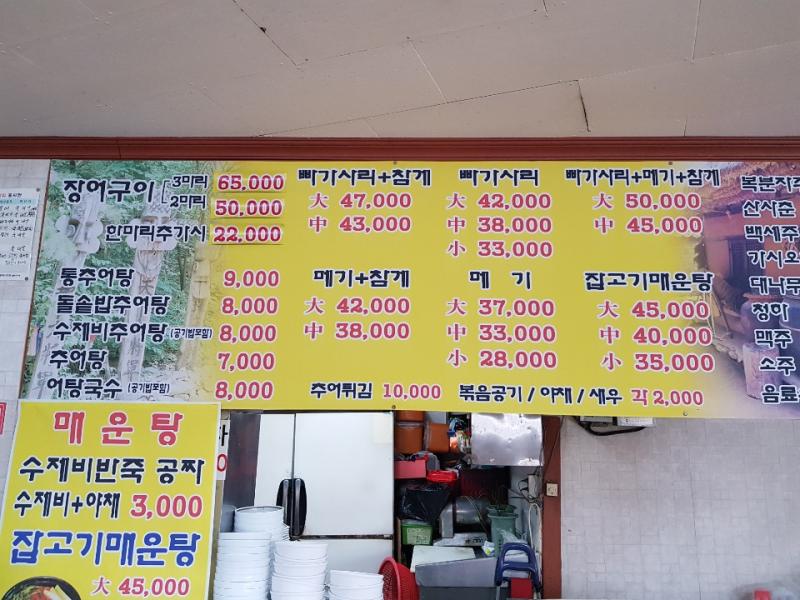 장어구이 [ 3마리 65,000
2마리 50,000
한마리추가시 22,000
통추어탕 9,000
돌솥밥추어탕 8,000
수제비추어탕 (공기밥포함) 8,000
추어탕 7,000
어탕국수 (공기밥포함) 8,000
빠가사리+참게
大 47,000
中 43,000
메기+참게
大 42,000
中 38,000
추어튀김 10,000
빠가사리
大 42,000
中 38,000
小 33,000
메 기
大 37,000
中 33,000
小 28,000
빠가사리+메기+참게
大 50,000
中 45,000
잡고기매운탕
大 45,000
中 40,000
小 35,000
볶음공기 / 야채 / 새우 각 2,000
산사춘
백세주
청하
맥주
소주
매운탕
수제비반죽 공짜
수제비+야채 3,000
잡고기매운탕
大 45,000